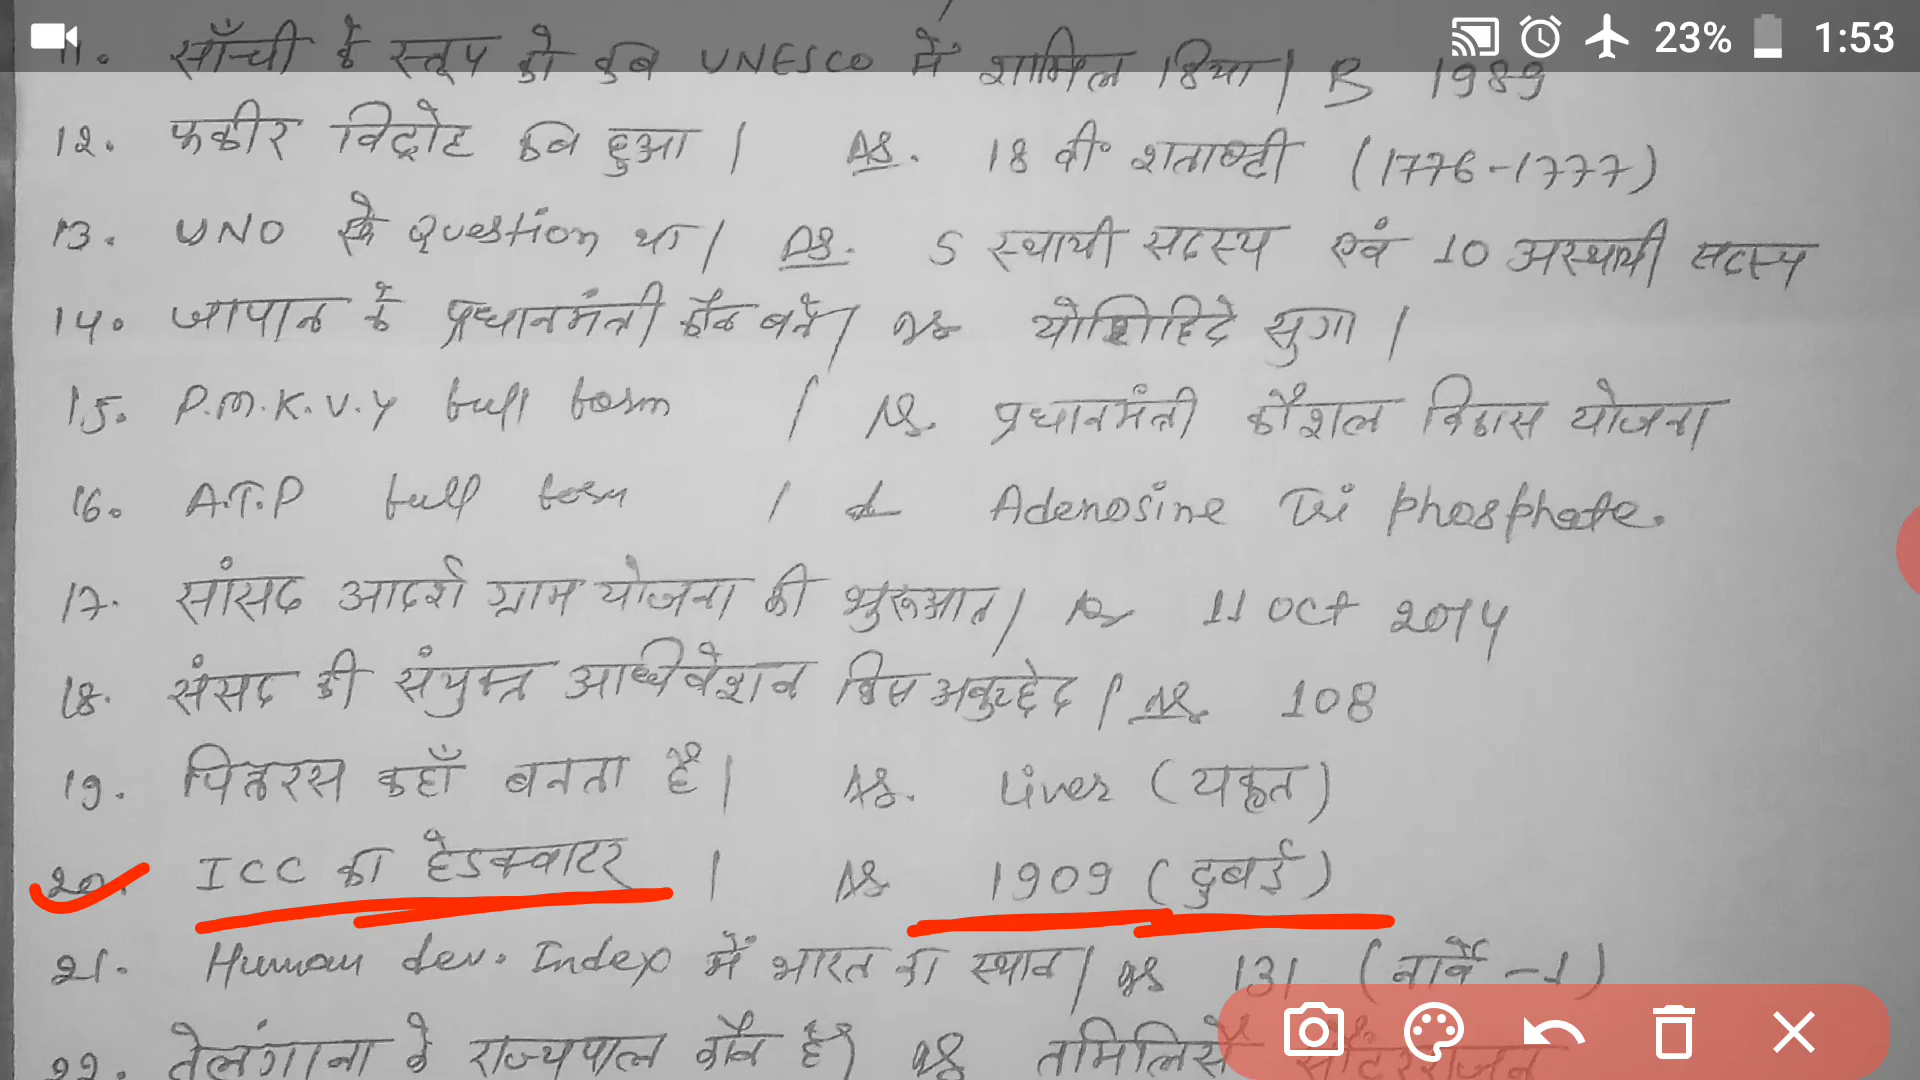 23% 1:53
11. साँची के स्तूप को कब UNESCO में शामिल किया | B 1989
12. फकीर विद्रोह कब हुआ | AS. 18 वीं शताब्दी (1776-1777)
13. UNO से Question था | AS. 5 स्थायी सदस्य एवं 10 अस्थायी सदस्य
14. जापान के प्रधानमंत्री कौन बने | AS योशिहिदे सुगा |
15. P.M.K.V.Y full form | AS. प्रधानमंत्री कौशल विकास योजना
16. A.T.P full form | Adenosine Tri phosphate.
17. सांसद आदर्श ग्राम योजना की शुरूआत | AS 11 OCT 2014
18. संसद की संयुक्त अधिवेशन किस अनुच्छेद | AS. 108
19. पितरस कहाँ बनता है | AS. Liver (यकृत)
20. ICC का हेडक्वाटर | AS 1909 (दुबई)
21. Human dev. Index में भारत का स्थान | AS 131 (नार्वे -1)
22. तेलंगाना के राज्यपाल कौन है | AS तमिलिसै सौंदरराजन